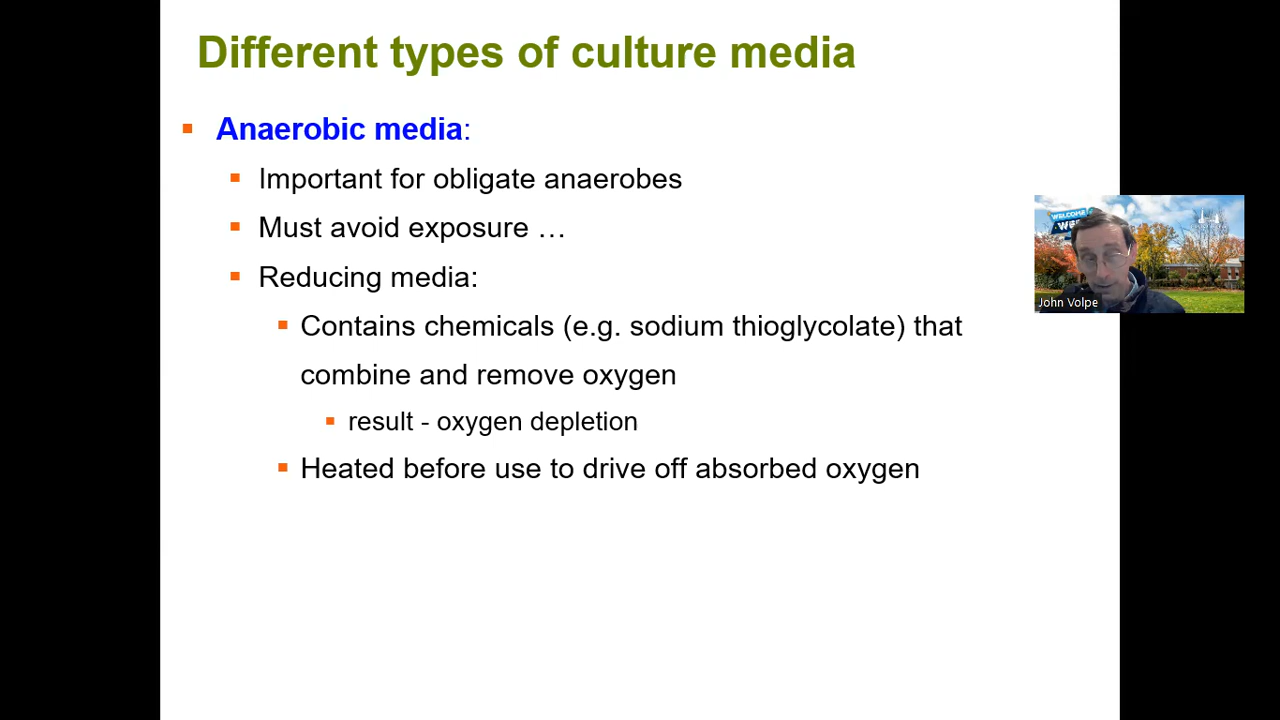 Different types of culture media
Anaerobic media:
Important for obligate anaerobes
Must avoid exposure …
Reducing media:
Contains chemicals (e.g. sodium thioglycolate) that
combine and remove oxygen
result - oxygen depletion
Heated before use to drive off absorbed oxygen
WELCOME
John Volpe